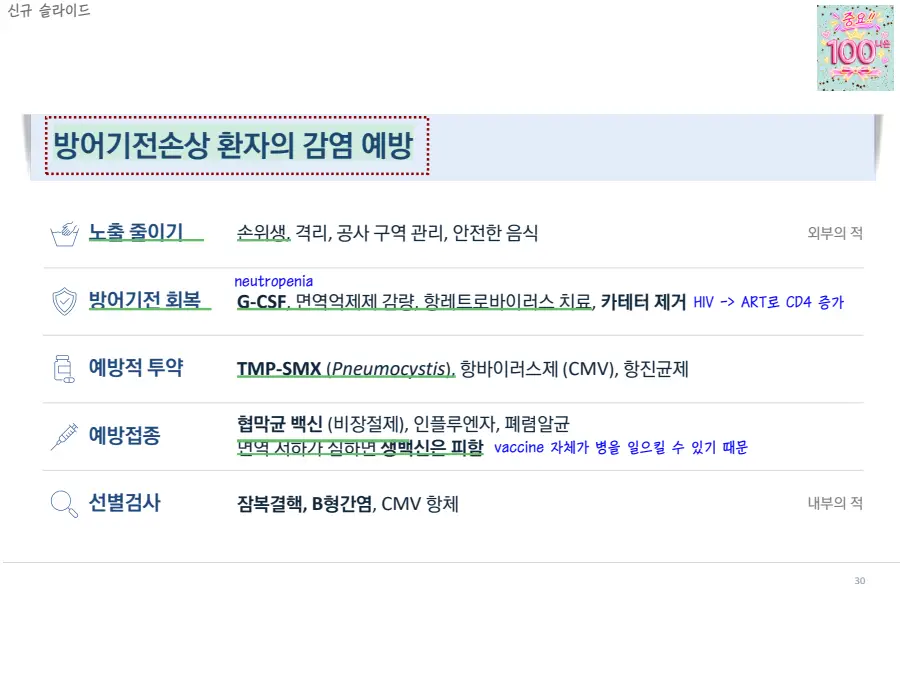 신규 슬라이드
중요!!
100
나온
방어기전손상 환자의 감염 예방
노출 줄이기 손위생, 격리, 공사 구역 관리, 안전한 음식 외부의 적
neutropenia
방어기전 회복 G-CSF, 면역억제제 감량, 항레트로바이러스 치료, 카테터 제거 HIV -> ART로 CD4 증가
예방적 투약 TMP-SMX (Pneumocystis), 항바이러스제 (CMV), 항진균제
예방접종 협막균 백신 (비장절제), 인플루엔자, 폐렴알균
면역 저하가 심하면 생백신은 피함 vaccine 자체가 병을 일으킬 수 있기 때문
선별검사 잠복결핵, B형간염, CMV 항체 내부의 적
30